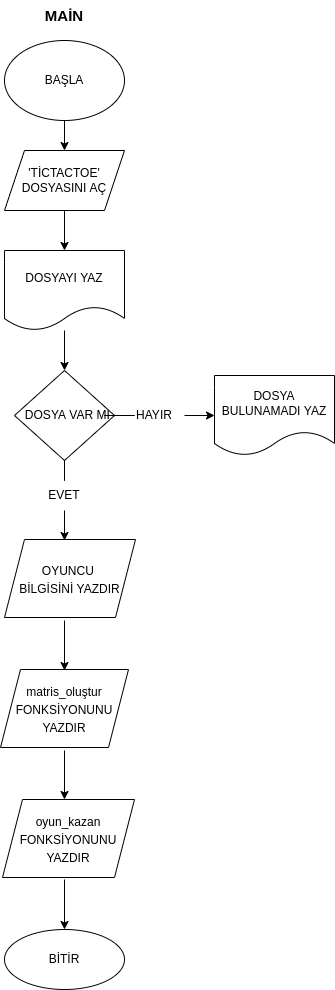 MAİN
BAŞLA
'TİCTACTOE'
DOSYASINI AÇ
DOSYAYI YAZ
DOSYA VAR MI
HAYIR
DOSYA
BULUNAMADI YAZ
EVET
OYUNCU
BİLGİSİNİ YAZDIR
matris_oluştur
FONKSİYONUNU
YAZDIR
oyun_kazan
FONKSİYONUNU
YAZDIR
BİTİR